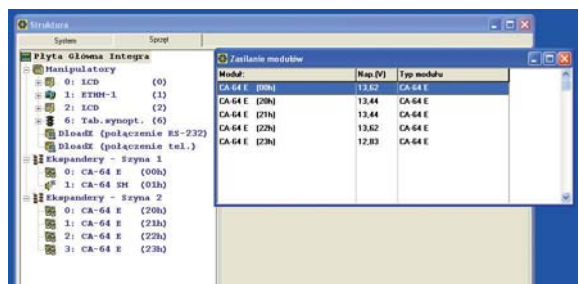 Struktura
System Sprzęt
Płyta Główna Integra
Manipulatory
0: LCD (0)
1: ETHM-1 (1)
2: LCD (2)
6: Tab.synopt. (6)
DloadX (połączenie RS-232)
DloadX (połączenie tel.)
Ekspandery - Szyna 1
0: CA-64 E (00h)
1: CA-64 SM (01h)
Ekspandery - Szyna 2
0: CA-64 E (20h)
1: CA-64 E (21h)
2: CA-64 E (22h)
3: CA-64 E (23h)
Zasilanie modułów
Moduł: Nap.(V) Typ modułu
CA-64 E (00h) 13,62 CA-64 E
CA-64 E (20h) 13,44 CA-64 E
CA-64 E (21h) 13,44 CA-64 E
CA-64 E (22h) 13,62 CA-64 E
CA-64 E (23h) 12,83 CA-64 E